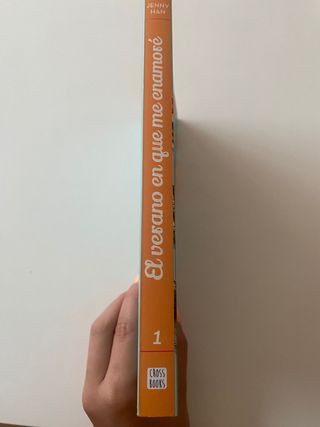 JENNY
HAN
El verano en que me enamoré
1
CROSS
BOOKS